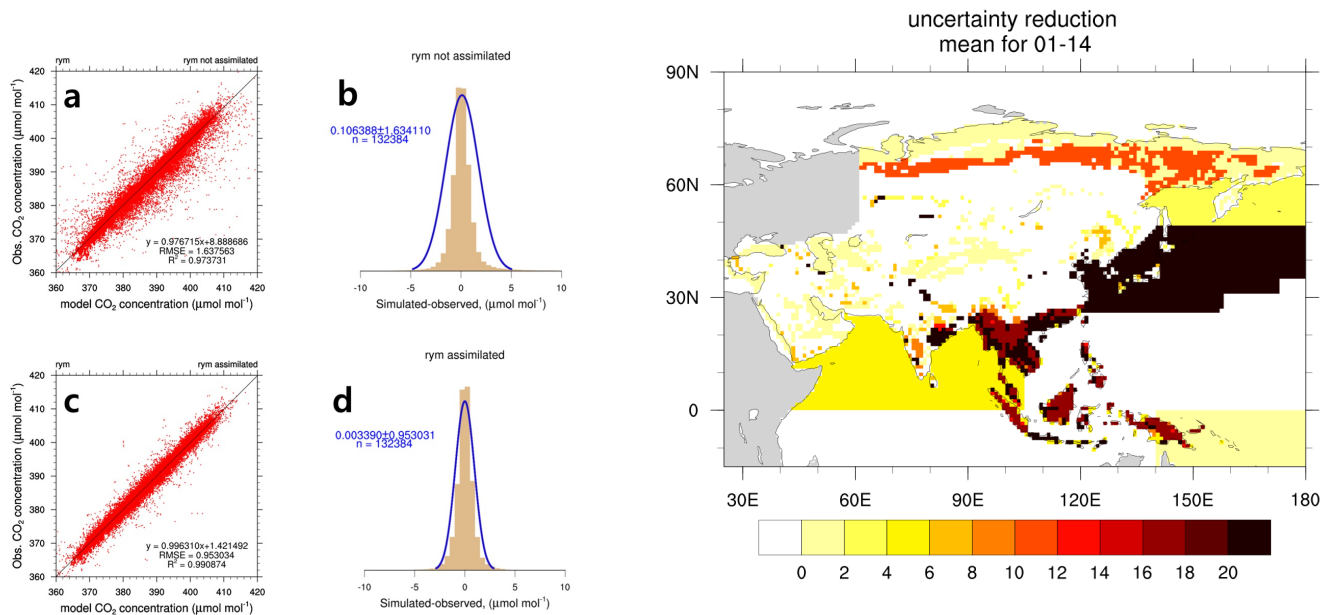 rym rym not assimilated
420
410
400
390
380
370
360
Obs. CO2 concentration (μmol mol-1)
a
y = 0.976715x+8.888686
RMSE = 1.637563
R2 = 0.973731
360 370 380 390 400 410 420
model CO2 concentration (μmol mol-1)
rym not assimilated
b
0.106388±1.634110
n = 132384
-10 -5 0 5 10
Simulated-observed, (μmol mol-1)
rym rym not assimilated
420
410
400
390
380
370
360
Obs. CO2 concentration (μmol mol-1)
c
y = 0.996310x+1.421492
RMSE = 0.953034
R2 = 0.990874
360 370 380 390 400 410 420
model CO2 concentration (μmol mol-1)
rym assimilated
d
0.003390±0.953031
n = 132384
-10 -5 0 5 10
Simulated-observed, (μmol mol-1)
uncertainty reduction
mean for 01-14
90N
60N
30N
0
30E 60E 90E 120E 150E 180
0 2 4 6 8 10 12 14 16 18 20